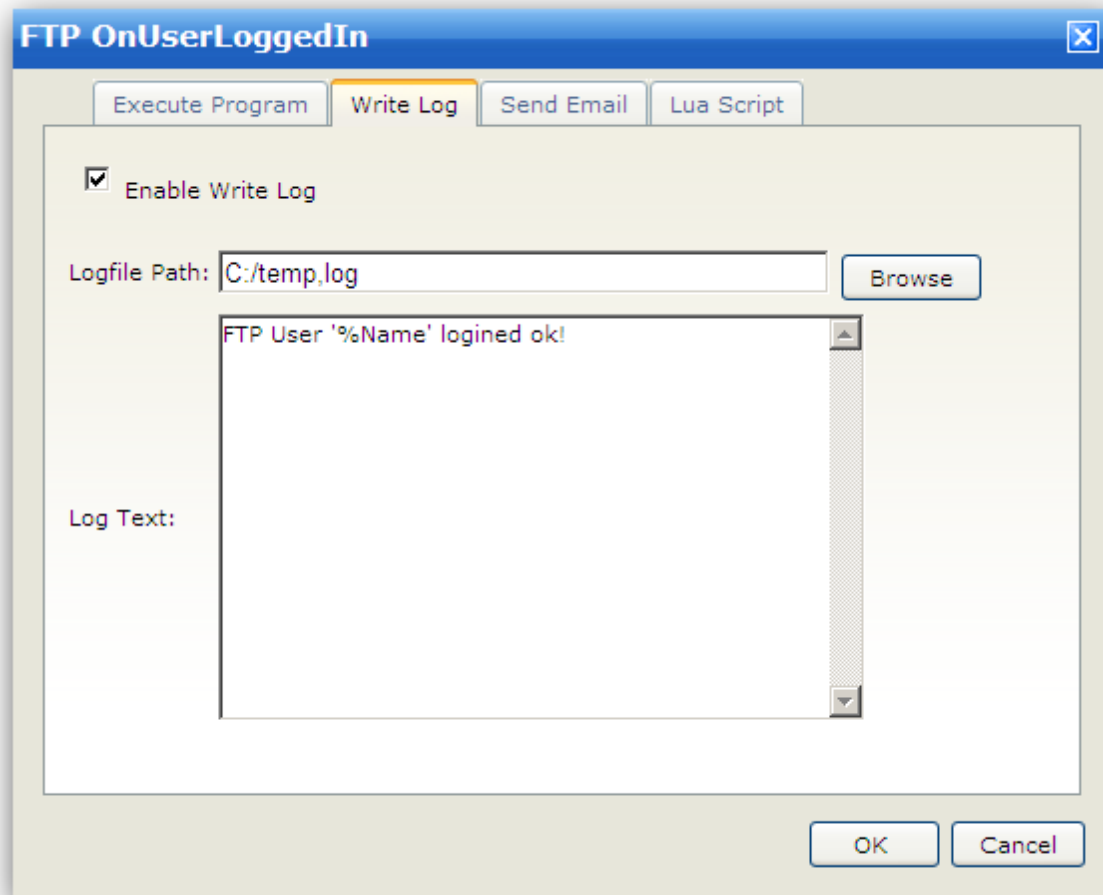 FTP OnUserLoggedIn
Execute Program Write Log Send Email Lua Script
Enable Write Log
Logfile Path: C:/temp,log Browse
FTP User '%Name' logined ok!
Log Text:
OK Cancel